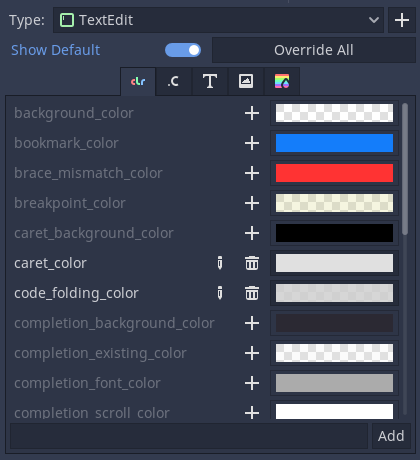 Type: TextEdit
Show Default Override All
clr .C T
background_color
bookmark_color
brace_mismatch_color
breakpoint_color
caret_background_color
caret_color
code_folding_color
completion_background_color
completion_existing_color
completion_font_color
completion_scroll_color
Add